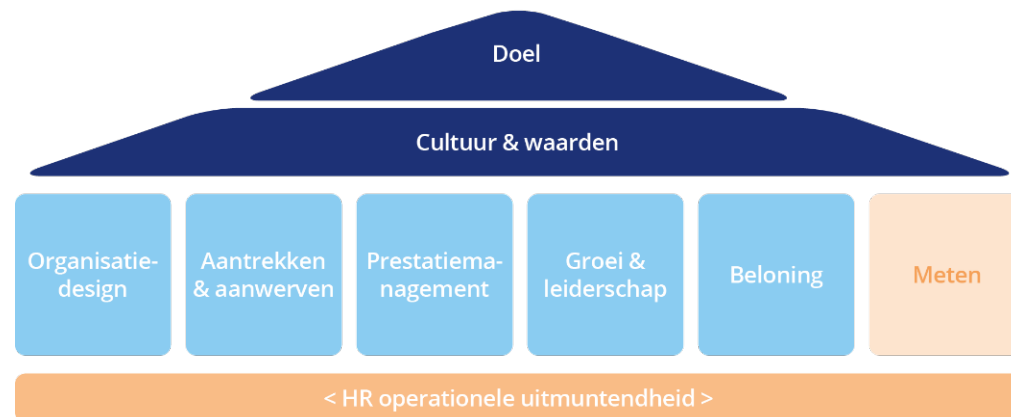 Doel
Cultuur & waarden
Organisatie-
design
Aantrekken
& aanwerven
Prestatiema-
nagement
Groei &
leiderschap
Beloning
Meten
< HR operationele uitmuntendheid >